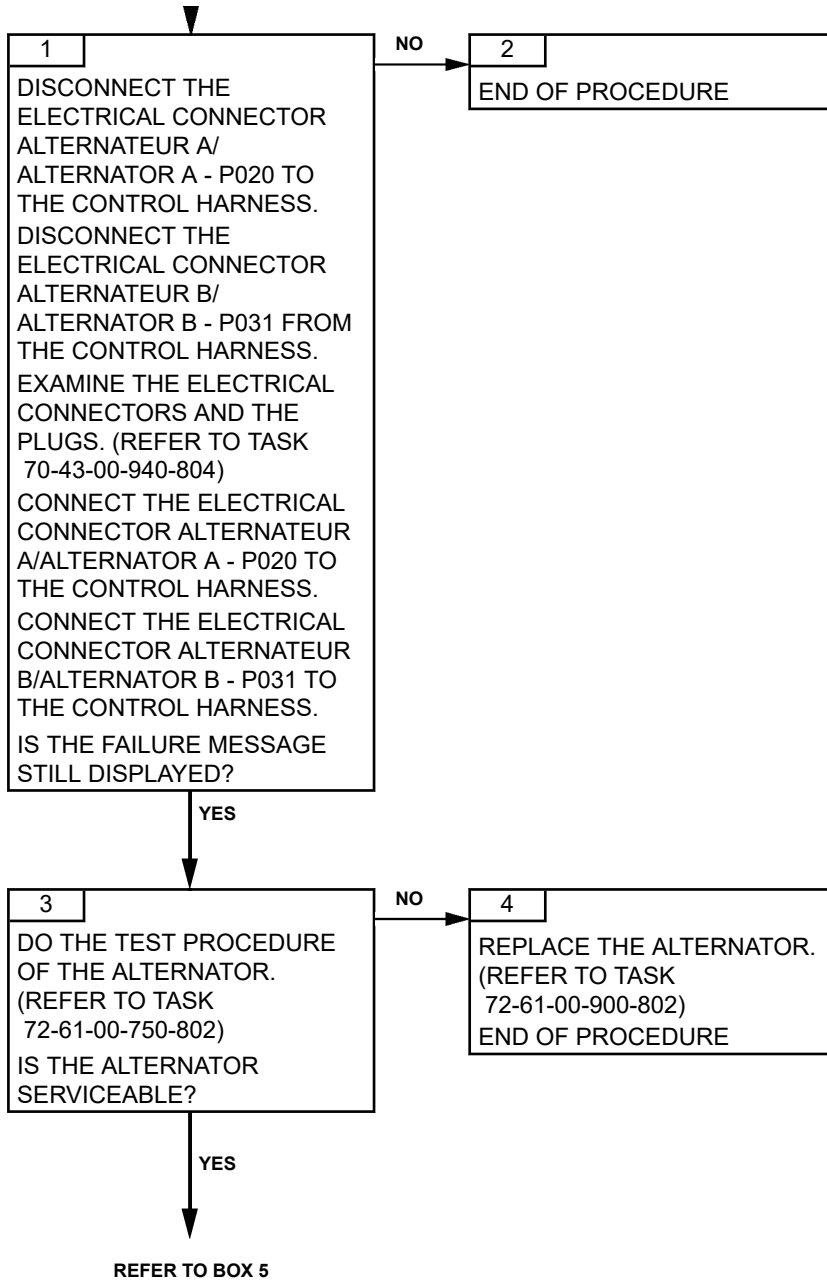 1
DISCONNECT THE
ELECTRICAL CONNECTOR
ALTERNATEUR A/
ALTERNATOR A - P020 TO
THE CONTROL HARNESS.
DISCONNECT THE
ELECTRICAL CONNECTOR
ALTERNATEUR B/
ALTERNATOR B - P031 FROM
THE CONTROL HARNESS.
EXAMINE THE ELECTRICAL
CONNECTORS AND THE
PLUGS. (REFER TO TASK
70-43-00-940-804)
CONNECT THE ELECTRICAL
CONNECTOR ALTERNATEUR
A/ALTERNATOR A - P020 TO
THE CONTROL HARNESS.
CONNECT THE ELECTRICAL
CONNECTOR ALTERNATEUR
B/ALTERNATOR B - P031 TO
THE CONTROL HARNESS.
IS THE FAILURE MESSAGE
STILL DISPLAYED?
NO
2
END OF PROCEDURE
YES
3
DO THE TEST PROCEDURE
OF THE ALTERNATOR.
(REFER TO TASK
72-61-00-750-802)
IS THE ALTERNATOR
SERVICEABLE?
NO
4
REPLACE THE ALTERNATOR.
(REFER TO TASK
72-61-00-900-802)
END OF PROCEDURE
YES
REFER TO BOX 5